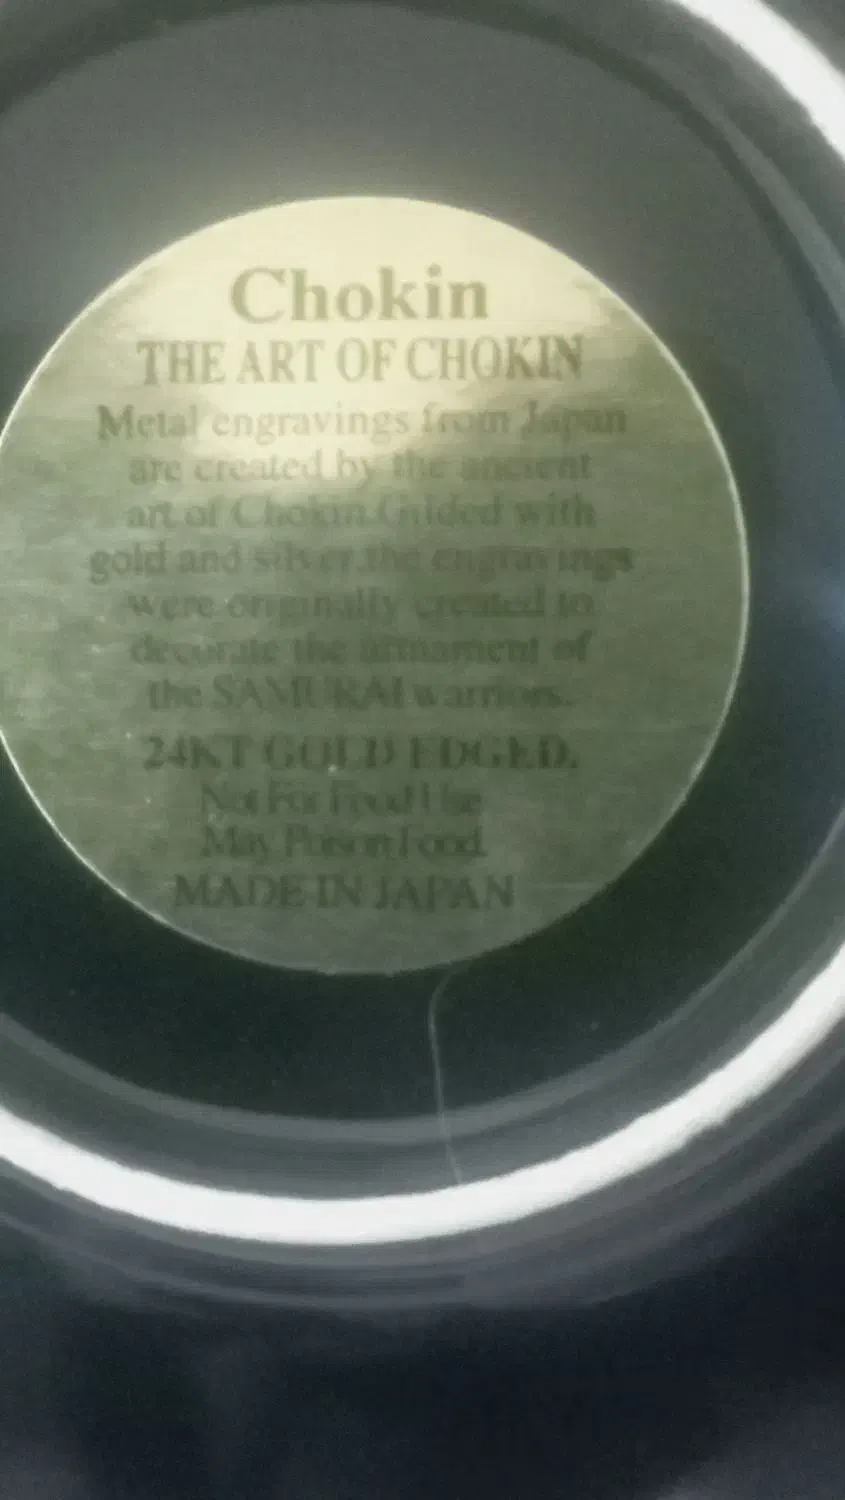 Chokin
THE ART OF CHOKIN
Metal engravings from Japan
are created by the ancient
art of Chokin.Gilded with
gold and silver,the engravings
were originally created to
decorate the armament of
the SAMURAI warriors.
24KT GOLD EDGED.
Not For Food Use
May Poison Food.
MADE IN JAPAN